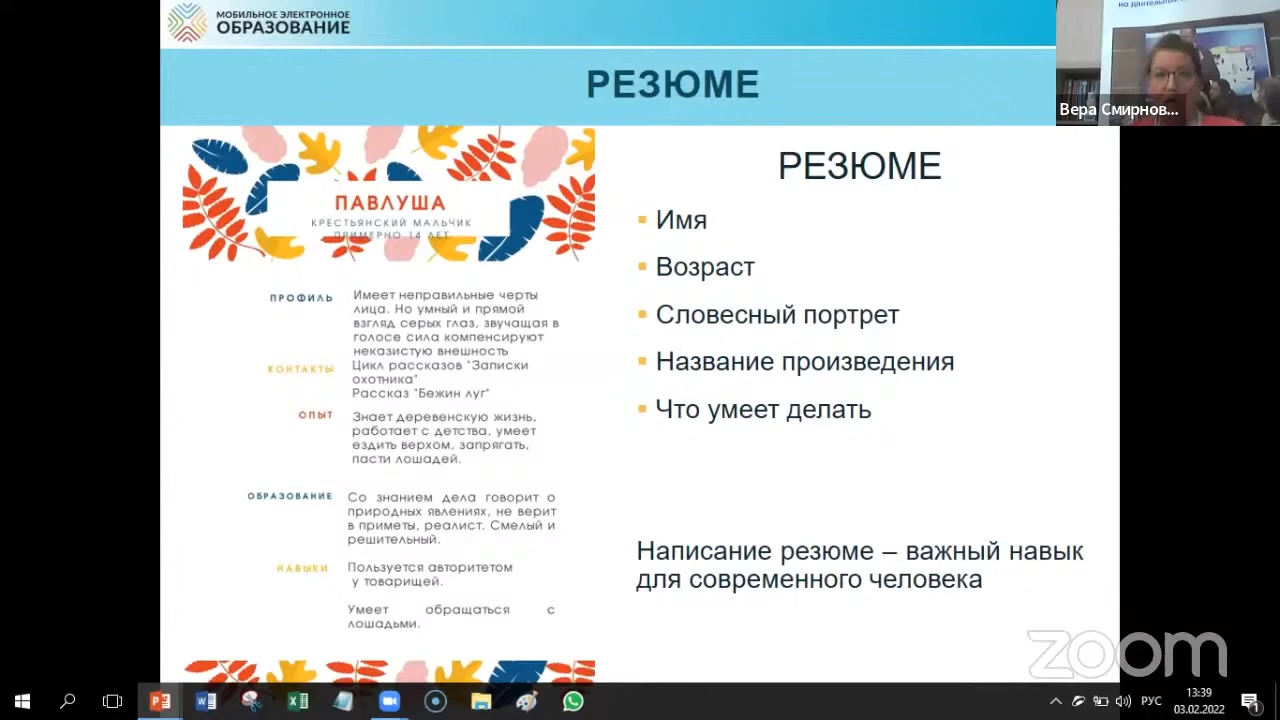 МОБИЛЬНОЕ ЭЛЕКТРОННОЕ
ОБРАЗОВАНИЕ
РЕЗЮМЕ
но длительном
Вера Смирнов...
ПАВЛУША
КРЕСТЬЯНСКИЙ МАЛЬЧИК
ПРИМЕРНО 14 ЛЕТ
ПРОФИЛЬ
Имеет неправильные черты
лица. Но умный и прямой
взгляд серых глаз, звучащая в
голосе сила компенсируют
неказистую внешность
КОНТАКТЫ
Цикл рассказов "Записки
охотника"
Рассказ "Бежин луг"
ОПЫТ
Знает деревенскую жизнь,
работает с детства, умеет
ездить верхом, запрягать,
пасти лошадей.
ОБРАЗОВАНИЕ
Со знанием дела говорит о
природных явлениях, не верит
в приметы, реалист. Смелый и
решительный.
НАВЫКИ
Пользуется авторитетом
у товарищей.
Умеет обращаться с
лошадьми.
РЕЗЮМЕ
Имя
Возраст
Словесный портрет
Название произведения
Что умеет делать
Написание резюме – важный навык
для современного человека
zoom
РУС
13:39
03.02.2022
1